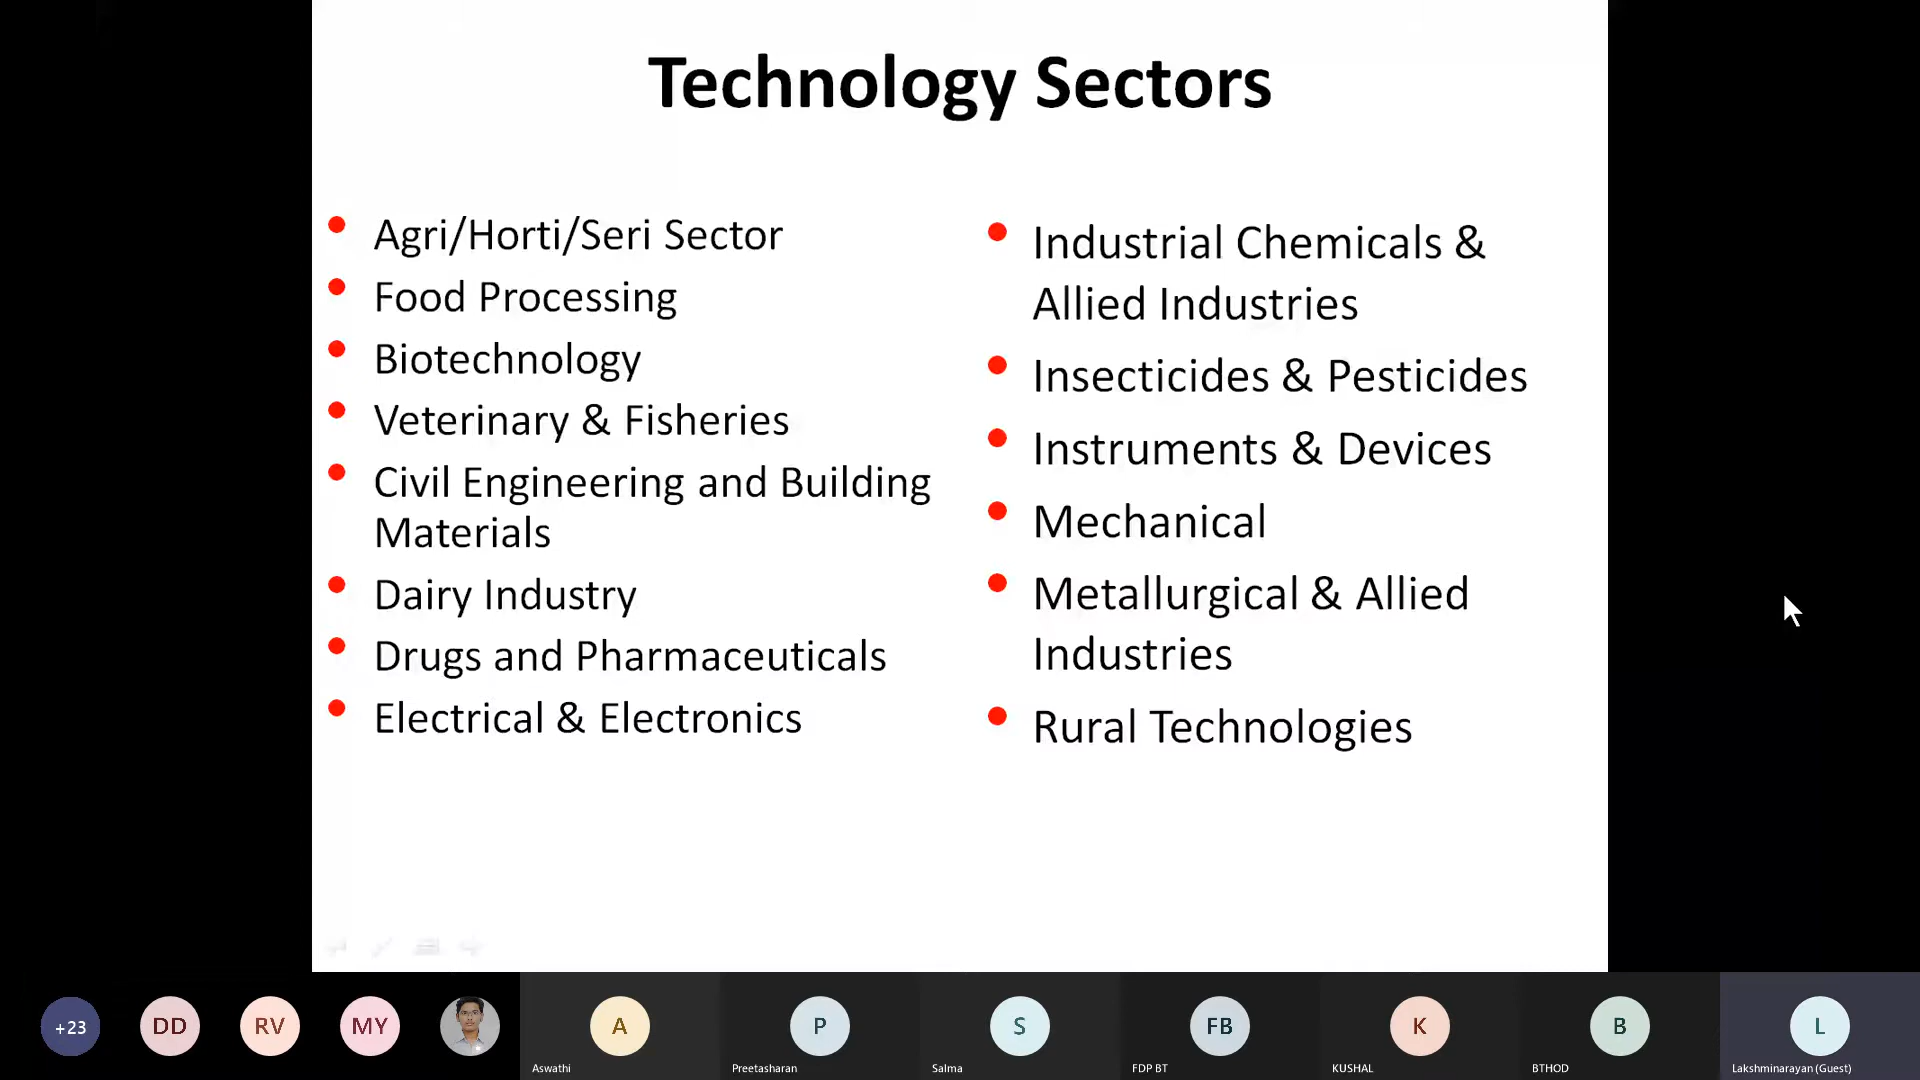 Technology Sectors
Agri/Horti/Seri Sector
Food Processing
Biotechnology
Veterinary & Fisheries
Civil Engineering and Building
Materials
Dairy Industry
Drugs and Pharmaceuticals
Electrical & Electronics
Industrial Chemicals &
Allied Industries
Insecticides & Pesticides
Instruments & Devices
Mechanical
Metallurgical & Allied
Industries
Rural Technologies
+23
DD
RV
MY
A
Aswathi
P
Preetasharan
S
Salma
FB
FDP BT
K
KUSHAL
B
BTHOD
L
Lakshminarayan (Guest)